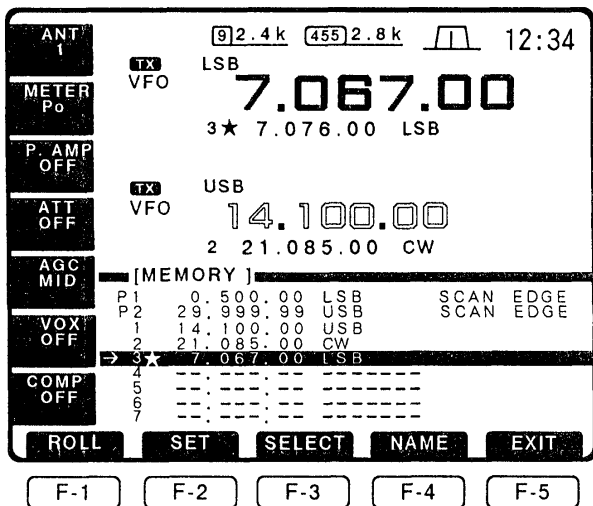 ANT
1
[9]2.4k [455]2.8k 12:34
TX LSB
VFO 7.067.00
METER
Po
3★ 7.076.00 LSB
P. AMP
OFF
TX USB
VFO 14.100.00
ATT
OFF
2 21.085.00 CW
AGC
MID
[MEMORY]
P1 0.500.00 LSB SCAN EDGE
P2 29.999.99 USB SCAN EDGE
1 14.100.00 USB
VOX
OFF
2 21.085.00 CW
→ 3★ 7.067.00 LSB
COMP
OFF
4 --.---.-- -------
5 --.---.-- -------
6 --.---.-- -------
7 --.---.-- -------
ROLL SET SELECT NAME EXIT
F-1 F-2 F-3 F-4 F-5